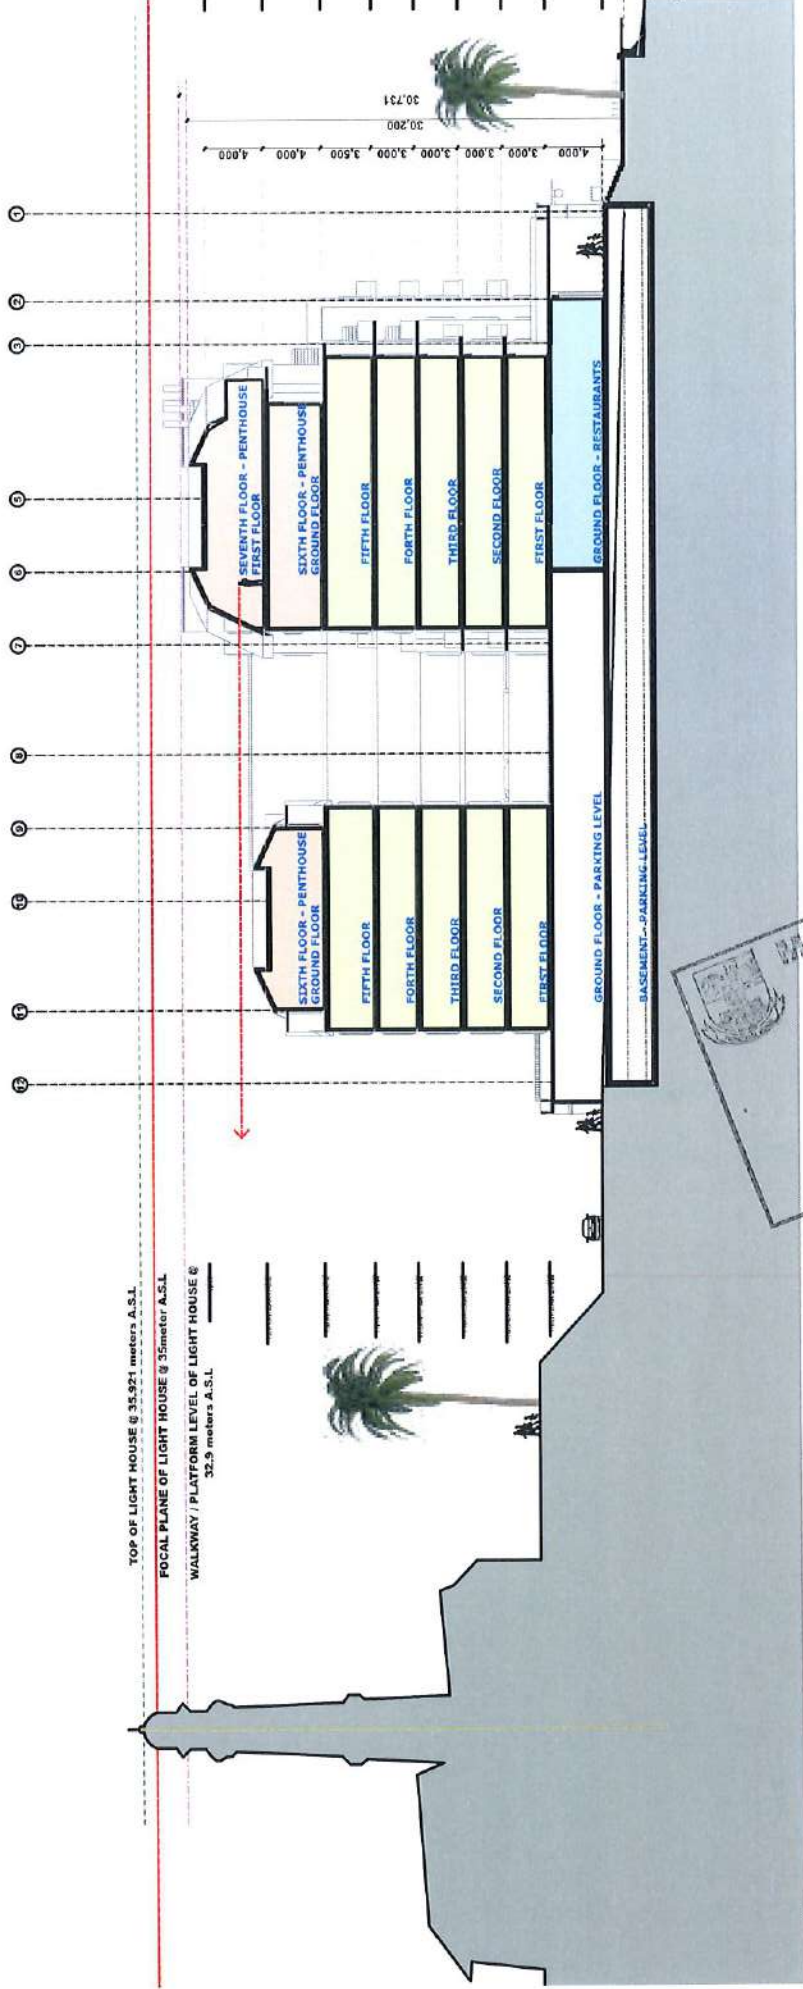 TOP OF LIGHT HOUSE @ 35.921 meters A.S.L
FOCAL PLANE OF LIGHT HOUSE @ 35meter A.S.L
WALKWAY / PLATFORM LEVEL OF LIGHT HOUSE @
32.9 meters A.S.L
12
11
10
9
8
7
6
5
3
2
1
SIXTH FLOOR - PENTHOUSE
GROUND FLOOR
FIFTH FLOOR
FORTH FLOOR
THIRD FLOOR
SECOND FLOOR
FIRST FLOOR
GROUND FLOOR - PARKING LEVEL
BASEMENT - PARKING LEVEL
SEVENTH FLOOR - PENTHOUSE
FIRST FLOOR
SIXTH FLOOR - PENTHOUSE
GROUND FLOOR
FIFTH FLOOR
FORTH FLOOR
THIRD FLOOR
SECOND FLOOR
FIRST FLOOR
GROUND FLOOR - RESTAURANTS
4,000
4,000
3,500
3,000
3,000
3,000
3,000
4,000
30,200
30,731